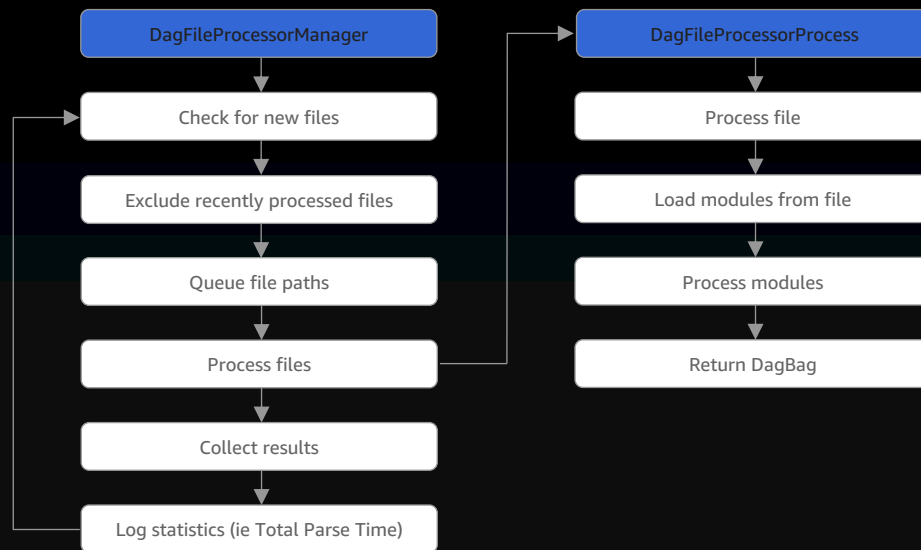 DagFileProcessorManager
Check for new files
Exclude recently processed files
Queue file paths
Process files
Collect results
Log statistics (ie Total Parse Time)
DagFileProcessorProcess
Process file
Load modules from file
Process modules
Return DagBag